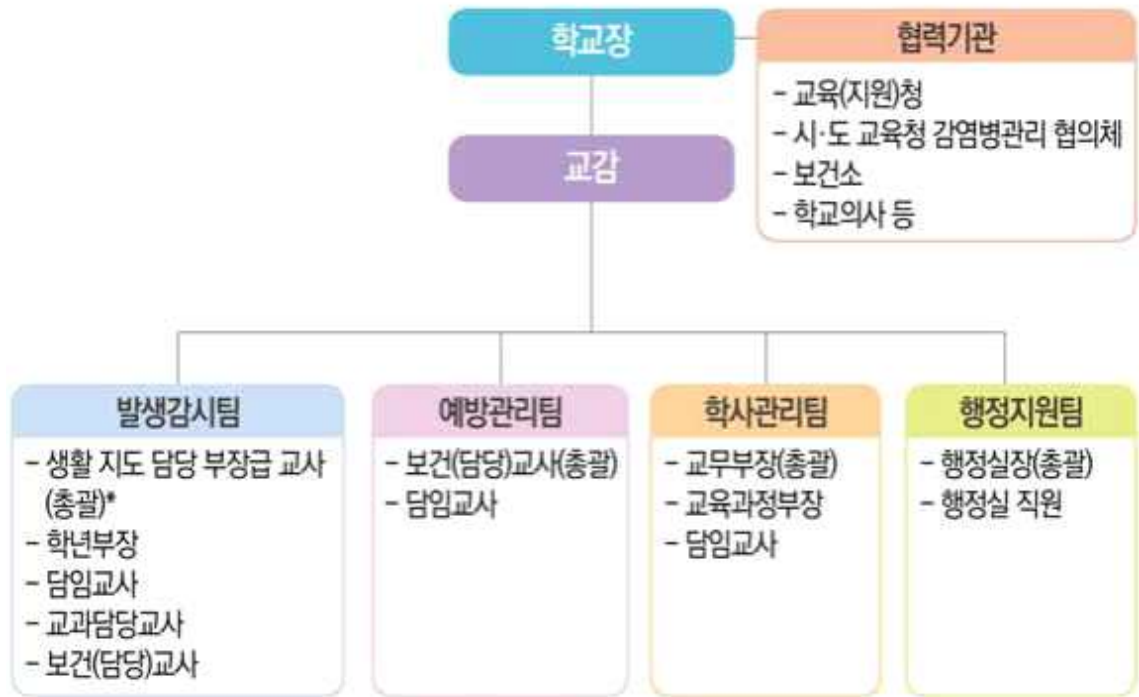 학교장
협력기관
- 교육(지원)청
- 시·도 교육청 감염병관리 협의체
- 보건소
- 학교의사 등
교감
발생감시팀
- 생활 지도 담당 부장급 교사
(총괄)*
- 학년부장
- 담임교사
- 교과담당교사
- 보건(담당)교사
예방관리팀
- 보건(담당)교사(총괄)
- 담임교사
학사관리팀
- 교무부장(총괄)
- 교육과정부장
- 담임교사
행정지원팀
- 행정실장(총괄)
- 행정실 직원